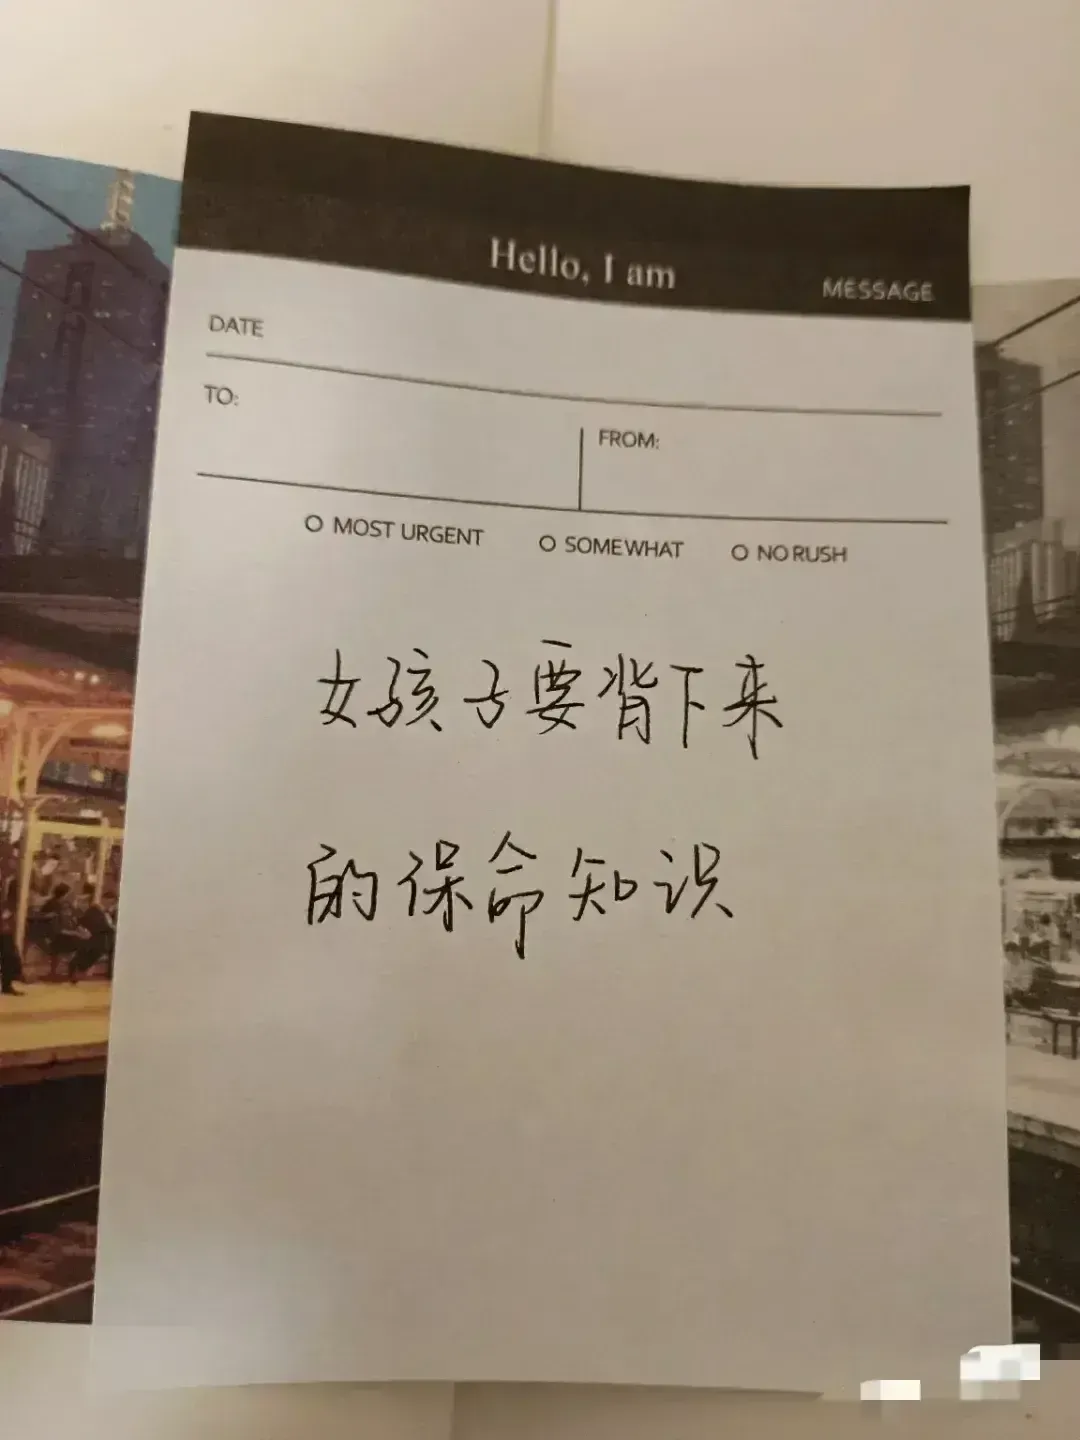 Hello, I am
MESSAGE
DATE
TO:
FROM:
O MOST URGENT
O SOMEWHAT
O NO RUSH
女孩子要背下来
的保命知识